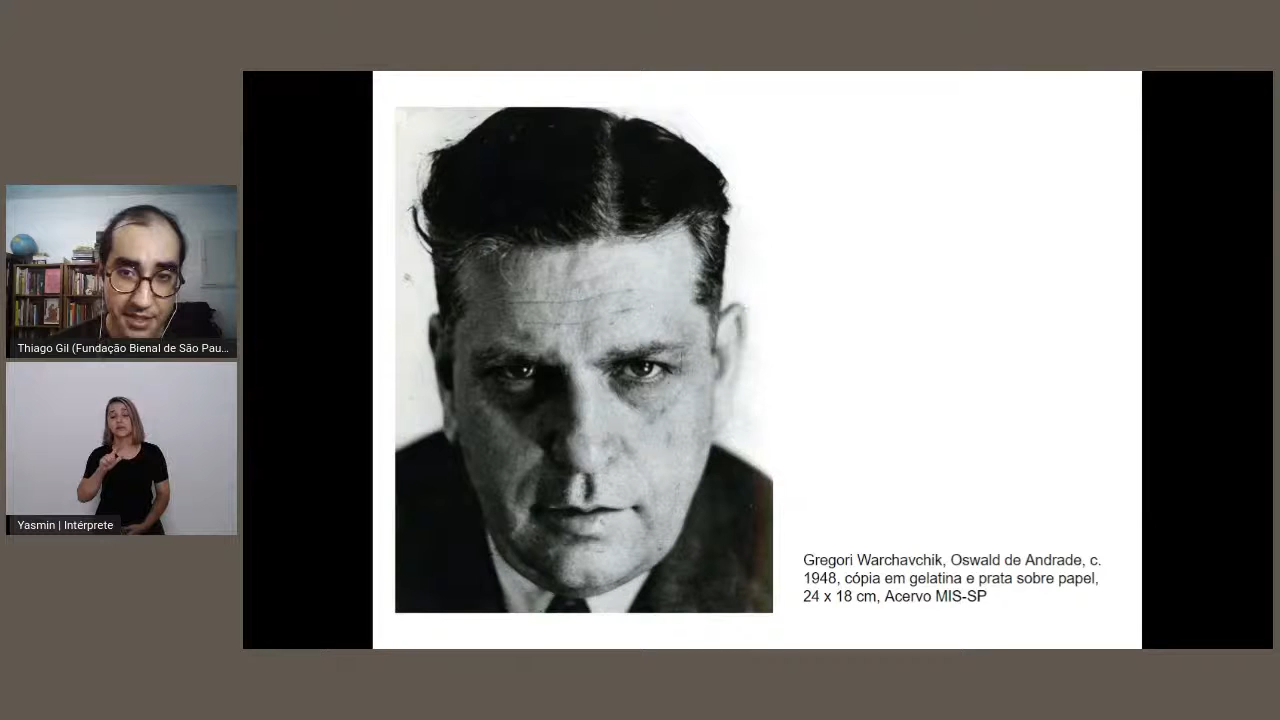 Thiago Gil (Fundação Bienal de São Pau...
Yasmin | Intérprete
Gregori Warchavchik, Oswald de Andrade, c.
1948, cópia em gelatina e prata sobre papel,
24 x 18 cm, Acervo MIS-SP